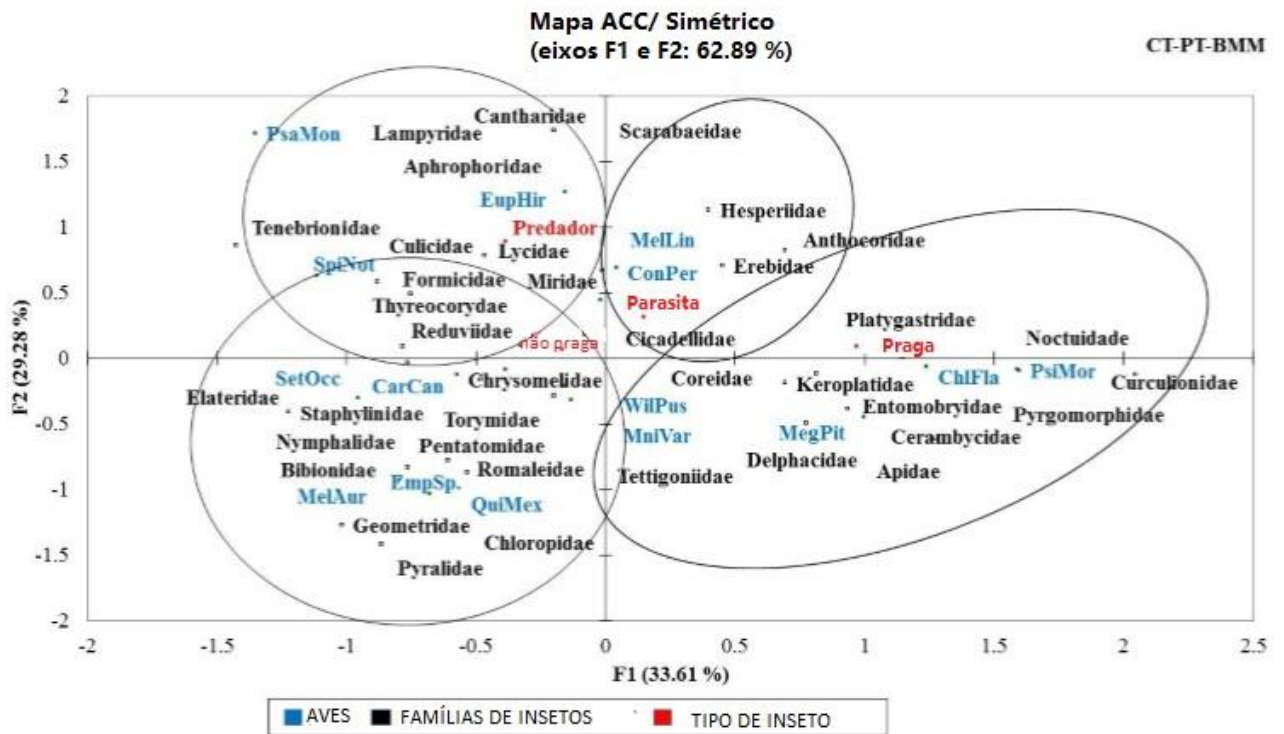 Mapa ACC/ Simétrico
(eixos F1 e F2: 62.89 %)
CT-PT-BMM
F2 (29.28 %)
2
1.5
1
0.5
0
-0.5
-1
-1.5
-2
Cantharidae
PsaMon
Lampyridae
Scarabaeidae
Aphrophoridae
EupHir
Hesperiidae
Tenebrionidae
Predador
MelLin
Anthocoridae
Culicidae
Lycidae
SpiNot
Erebidae
Formicidae
Miridae
ConPer
Thyreocorydae
Parasita
Reduviidae
não praga
Cicadellidae
Platygastridae
Noctuidade
Praga
SetOcc
CarCan
Chrysomelidae
Coreidae
Keroplatidae
ChlFla
PsiMor
Curculionidae
Elateridae
Staphylinidae
Torymidae
WilPus
Entomobryidae
Pyrgomorphidae
Nymphalidae
Pentatomidae
MniVar
MegPit
Cerambycidae
Bibionidae
EmpSp.
Romaleidae
Tettigoniidae
Delphacidae
Apidae
MelAur
QuiMex
Geometridae
Chloropidae
Pyralidae
-2 -1.5 -1 -0.5 0 0.5 1 1.5 2 2.5
F1 (33.61 %)
AVES FAMÍLIAS DE INSETOS TIPO DE INSETO